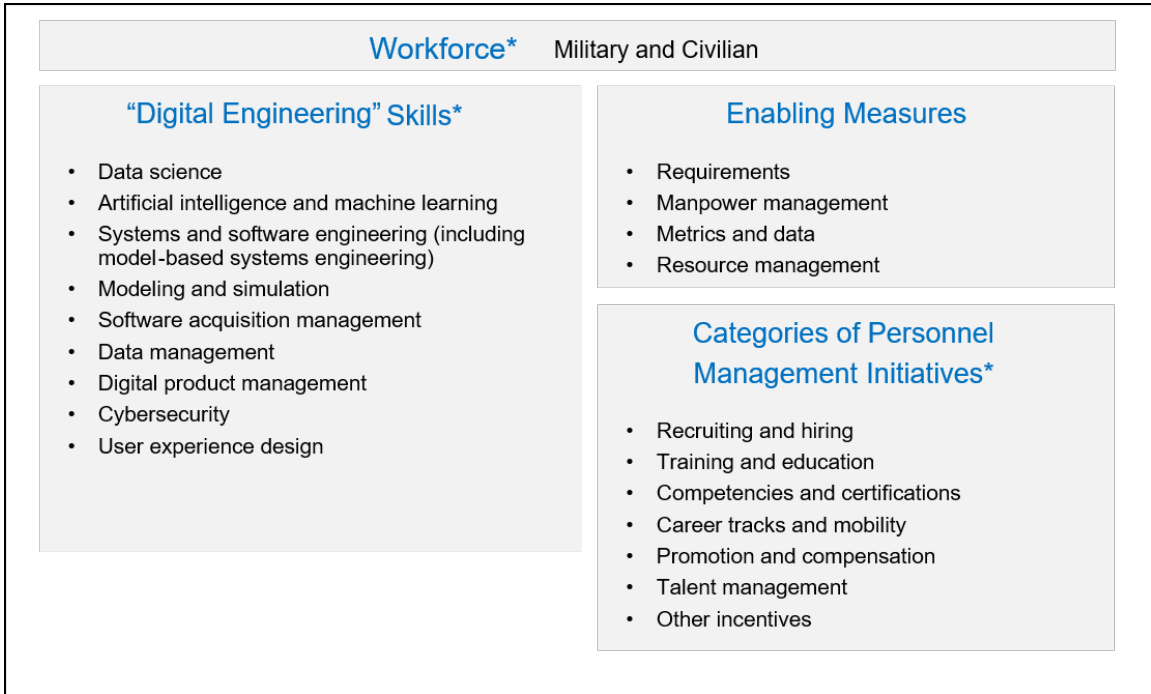 Workforce* Military and Civilian
“Digital Engineering” Skills*
• Data science
• Artificial intelligence and machine learning
• Systems and software engineering (including
model-based systems engineering)
• Modeling and simulation
• Software acquisition management
• Data management
• Digital product management
• Cybersecurity
• User experience design
Enabling Measures
• Requirements
• Manpower management
• Metrics and data
• Resource management
Categories of Personnel
Management Initiatives*
• Recruiting and hiring
• Training and education
• Competencies and certifications
• Career tracks and mobility
• Promotion and compensation
• Talent management
• Other incentives